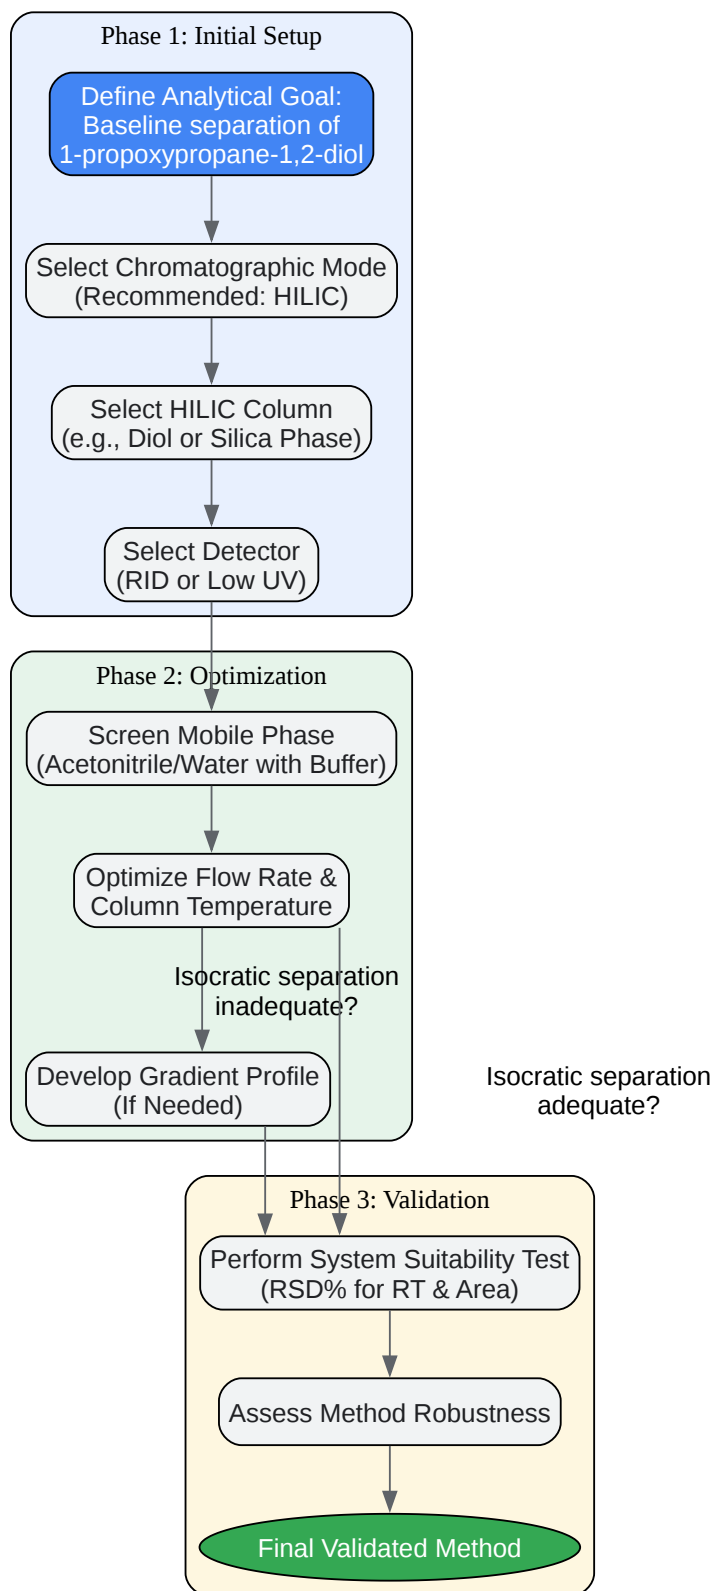 Phase 1: Initial Setup
Define Analytical Goal:
Baseline separation of
1-propoxypropane-1,2-diol
Select Chromatographic Mode
(Recommended: HILIC)
Select HILIC Column
(e.g., Diol or Silica Phase)
Select Detector
(RID or Low UV)
Phase 2: Optimization
Screen Mobile Phase
(Acetonitrile/Water with Buffer)
Optimize Flow Rate &
Column Temperature
Isocratic separation
inadequate?
Develop Gradient Profile
(If Needed)
Isocratic separation
adequate?
Phase 3: Validation
Perform System Suitability Test
(RSD% for RT & Area)
Assess Method Robustness
Final Validated Method